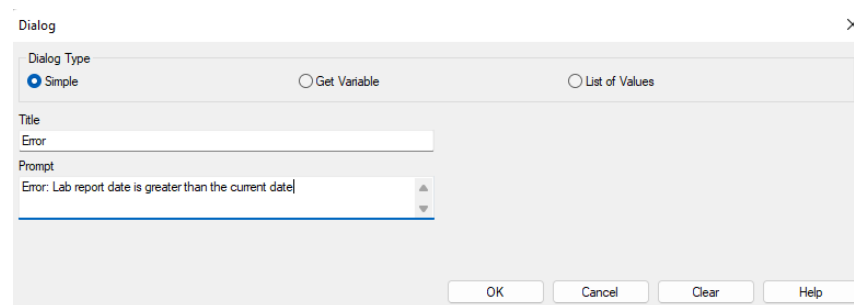 Dialog
Dialog Type
Simple Get Variable List of Values
Title
Error
Prompt
Error: Lab report date is greater than the current date
OK Cancel Clear Help